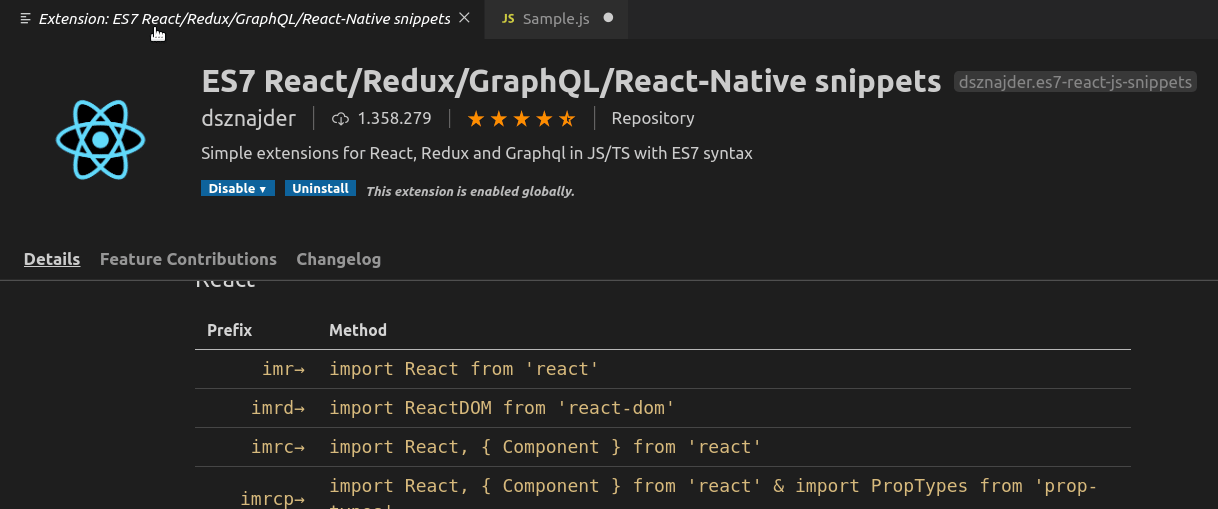 Extension: ES7 React/Redux/GraphQL/React-Native snippets JS Sample.js
ES7 React/Redux/GraphQL/React-Native snippets dsznajder.es7-react-js-snippets
dsznajder 1.358.279 Repository
Simple extensions for React, Redux and Graphql in JS/TS with ES7 syntax
Disable Uninstall This extension is enabled globally.
Details Feature Contributions Changelog
React
Prefix Method
imr→ import React from 'react'
imrd→ import ReactDOM from 'react-dom'
imrc→ import React, { Component } from 'react'
imrcp→ import React, { Component } from 'react' & import PropTypes from 'prop-
types'